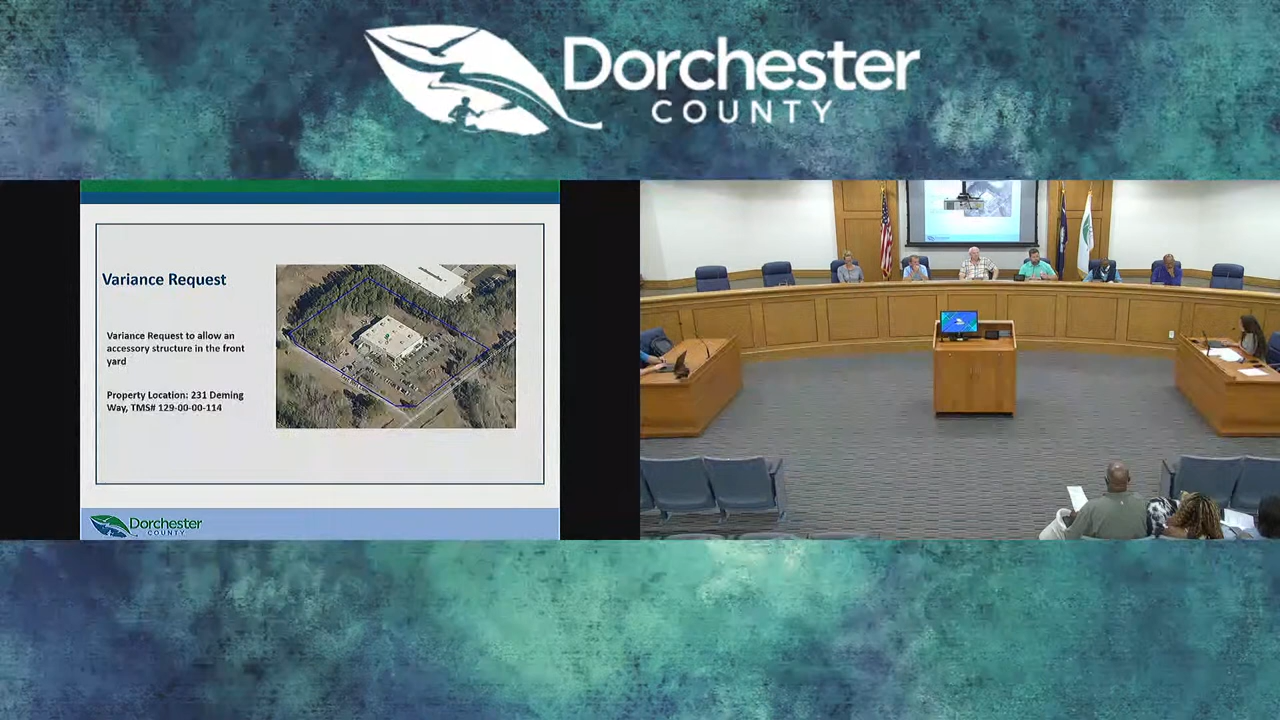 Dorchester
COUNTY
Variance Request
Variance Request to allow an
accessory structure in the front
yard
Property Location: 231 Deming
Way, TMS# 129-00-00-114
Dorchester
COUNTY